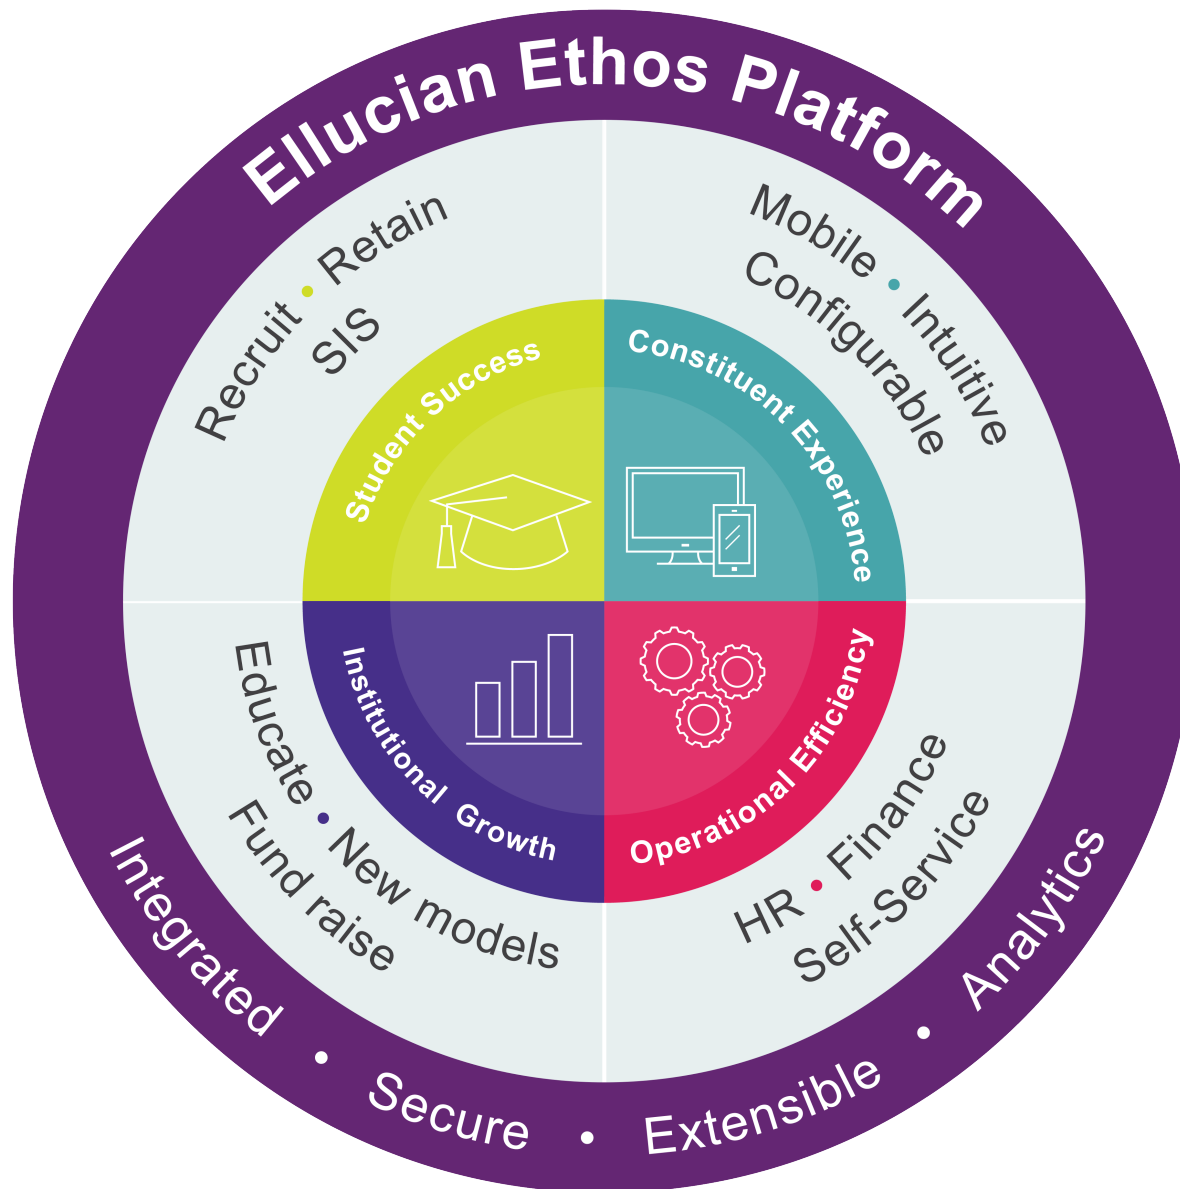 Ellucian Ethos Platform
Recruit • Retain
SIS
Mobile • Intuitive
Configurable
Student Success
Constituent Experience
Institutional Growth
Operational Efficiency
Educate • New models
Fund raise
HR • Finance
Self-Service
Integrated • Secure • Extensible • Analytics